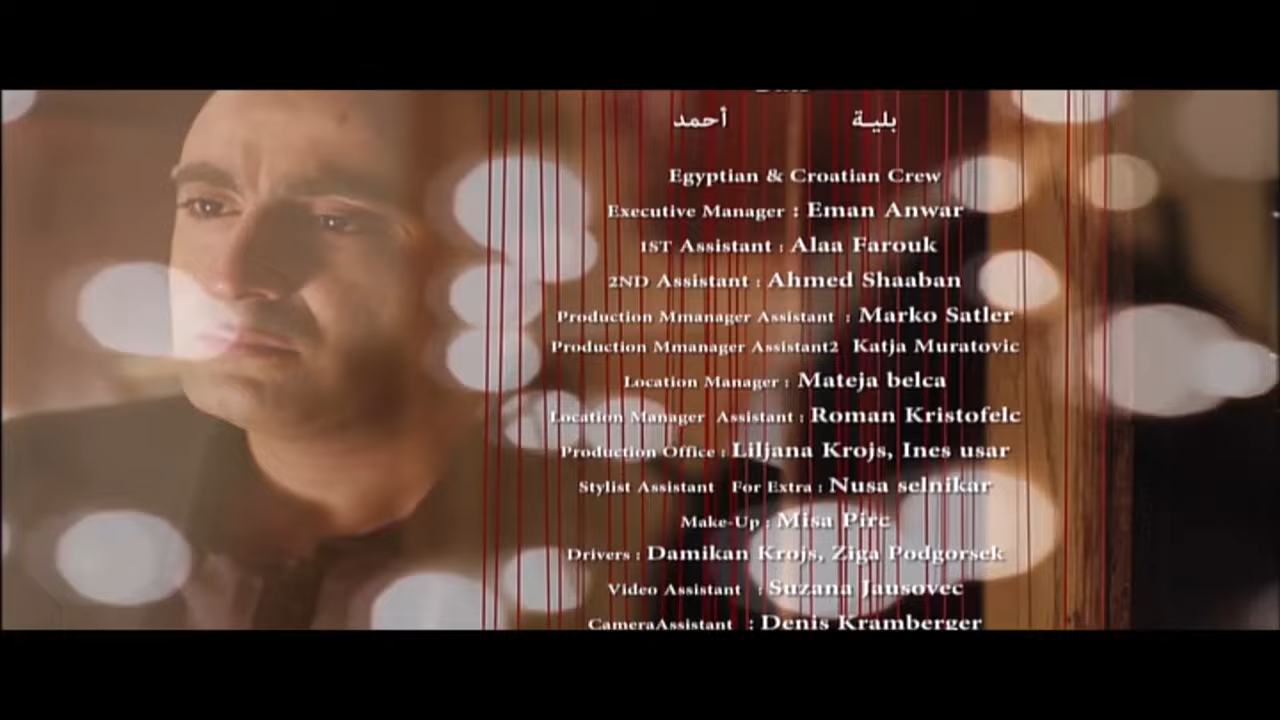 أحمد بليـة
Egyptian & Croatian Crew
Executive Manager : Eman Anwar
1ST Assistant : Alaa Farouk
2ND Assistant : Ahmed Shaaban
Production Mmanager Assistant : Marko Satler
Production Mmanager Assistant2 Katja Muratovic
Location Manager : Mateja belca
Location Manager Assistant : Roman Kristofelc
Production Office : Liljana Krojs, Ines usar
Stylist Assistant For Extra : Nusa selnikar
Make-Up : Misa Pirc
Drivers : Damikan Krojs, Ziga Podgorsek
Video Assistant : Suzana Jausovec
CameraAssistant : Denis Kramberger